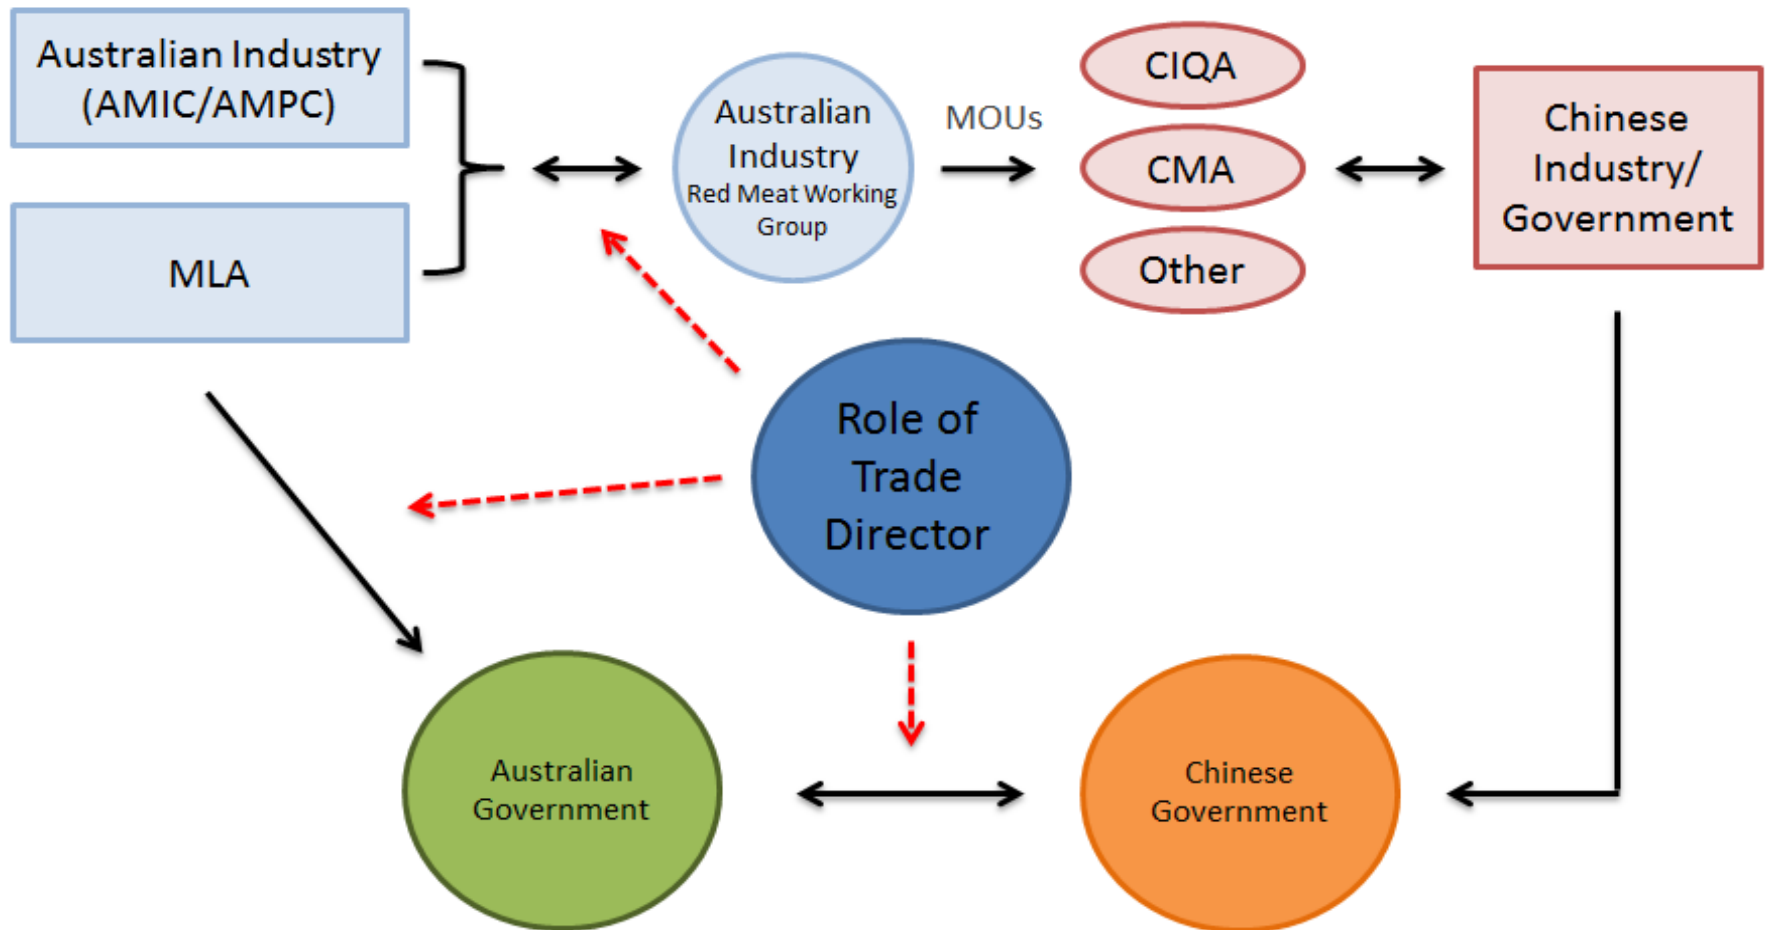 Australian Industry
(AMIC/AMPC)
MLA
Australian
Industry
Red Meat Working
Group
MOUs
CIQA
CMA
Other
Chinese
Industry/
Government
Role of
Trade
Director
Australian
Government
Chinese
Government